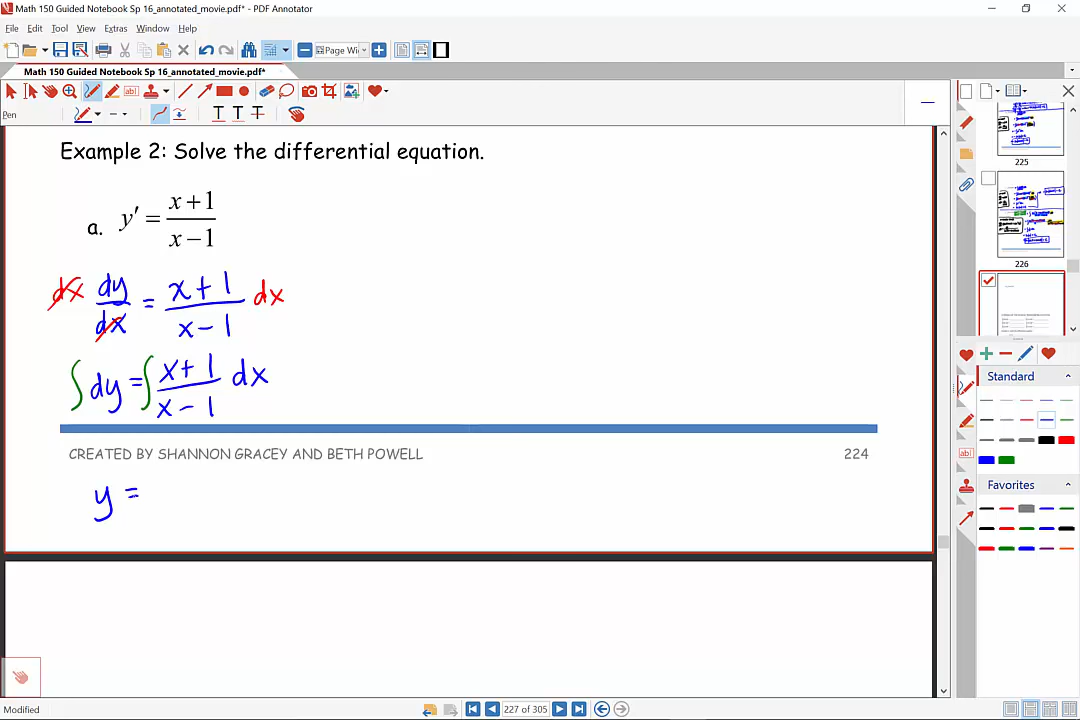 Math 150 Guided Notebook Sp 16_annotated_movie.pdf* - PDF Annotator
File Edit Tool View Extras Window Help
Page Wi
Math 150 Guided Notebook Sp 16_annotated_movie.pdf*
Pen
Example 2: Solve the differential equation.
a. y' = (x + 1)/(x − 1)
dx dy/dx = (x + 1)/(x − 1) dx
∫ dy = ∫ (x + 1)/(x − 1) dx
CREATED BY SHANNON GRACEY AND BETH POWELL 224
y =
225
226
Standard
Favorites
Modified
227 of 305